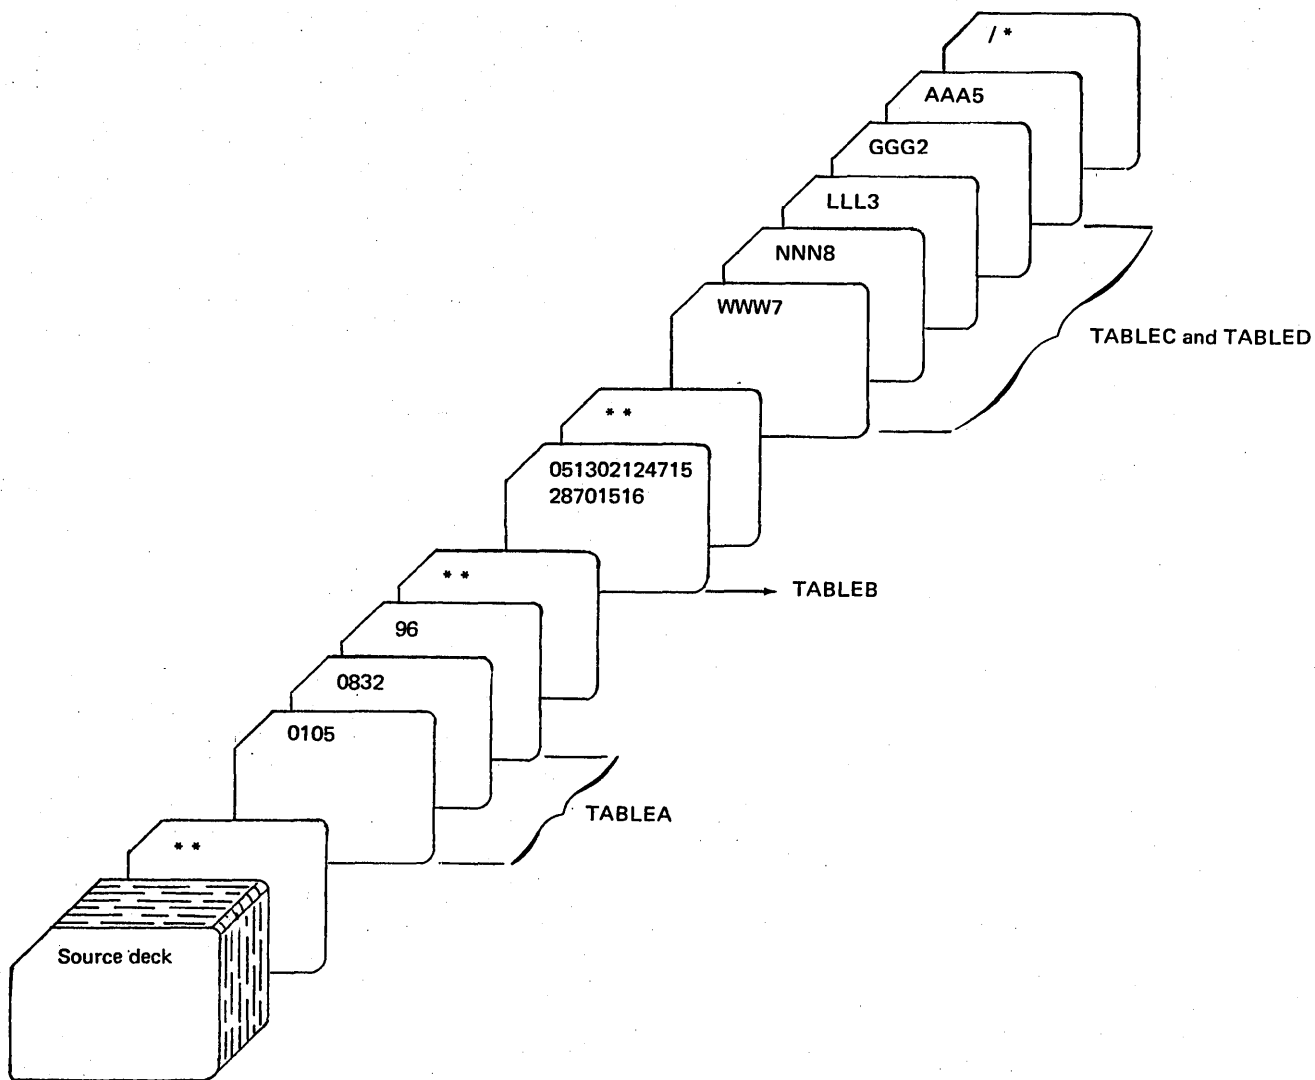 / *
AAA5
GGG2
LLL3
NNN8
WWW7
TABLEC and TABLED
* *
051302124715
28701516
TABLEB
* *
96
0832
0105
TABLEA
* *
Source deck